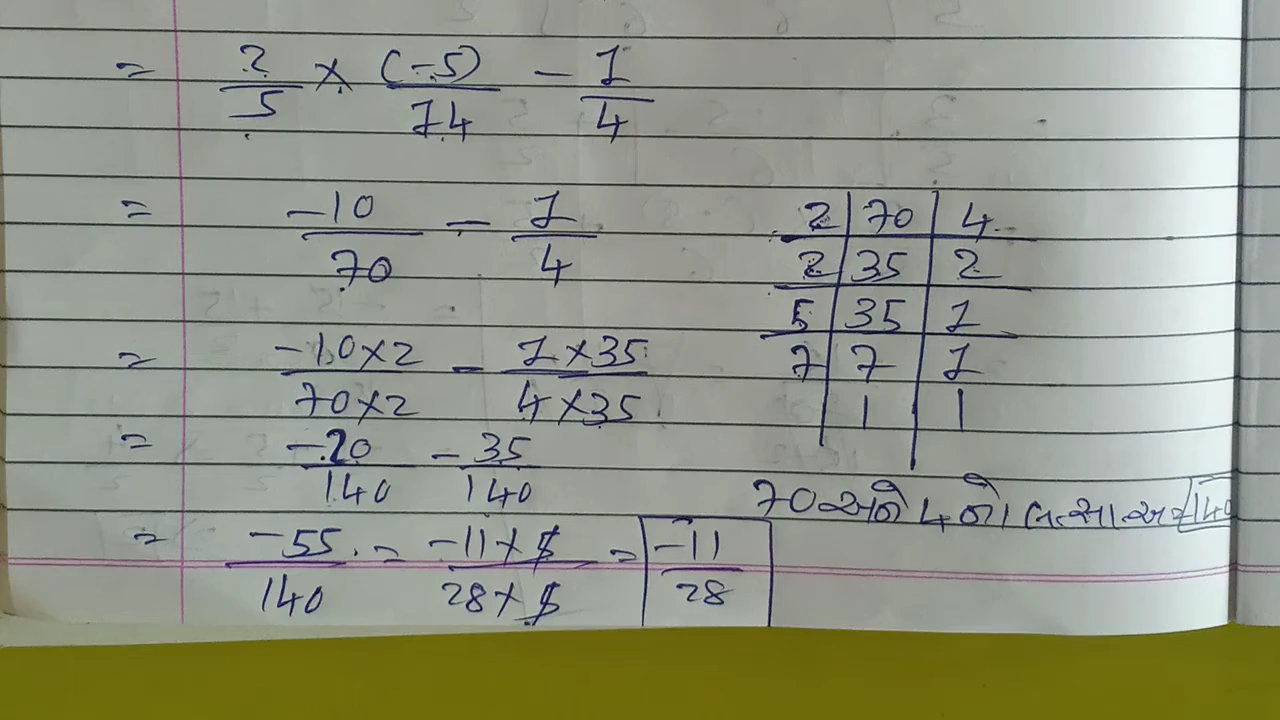 = 2/5 × (-5)/14 - 1/4
= -10/70 - 1/4
= -10×2/70×2 - 1×35/4×35
= -20/140 - 35/140
= -55/140 = -11×5/28×5 = -11/28
2 | 70 | 4
2 | 35 | 2
5 | 35 | 1
7 | 7 | 1
1 | 1
70 અને 4 નો લ.સા.અ = 140